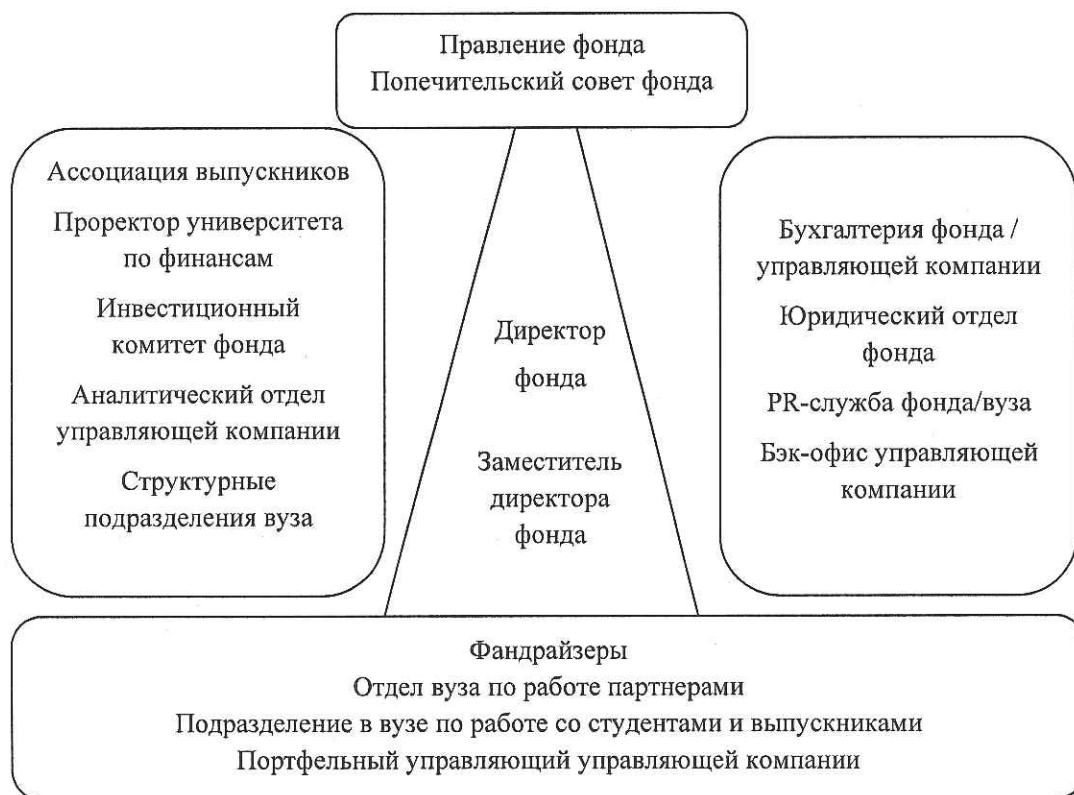 Правление фонда
Попечительский совет фонда
Ассоциация выпускников
Проректор университета
по финансам
Инвестиционный
комитет фонда
Аналитический отдел
управляющей компании
Структурные
подразделения вуза
Директор
фонда
Заместитель
директора
фонда
Бухгалтерия фонда /
управляющей компании
Юридический отдел
фонда
PR-служба фонда/вуза
Бэк-офис управляющей
компании
Фандрайзеры
Отдел вуза по работе партнерами
Подразделение в вузе по работе со студентами и выпускниками
Портфельный управляющий управляющей компании